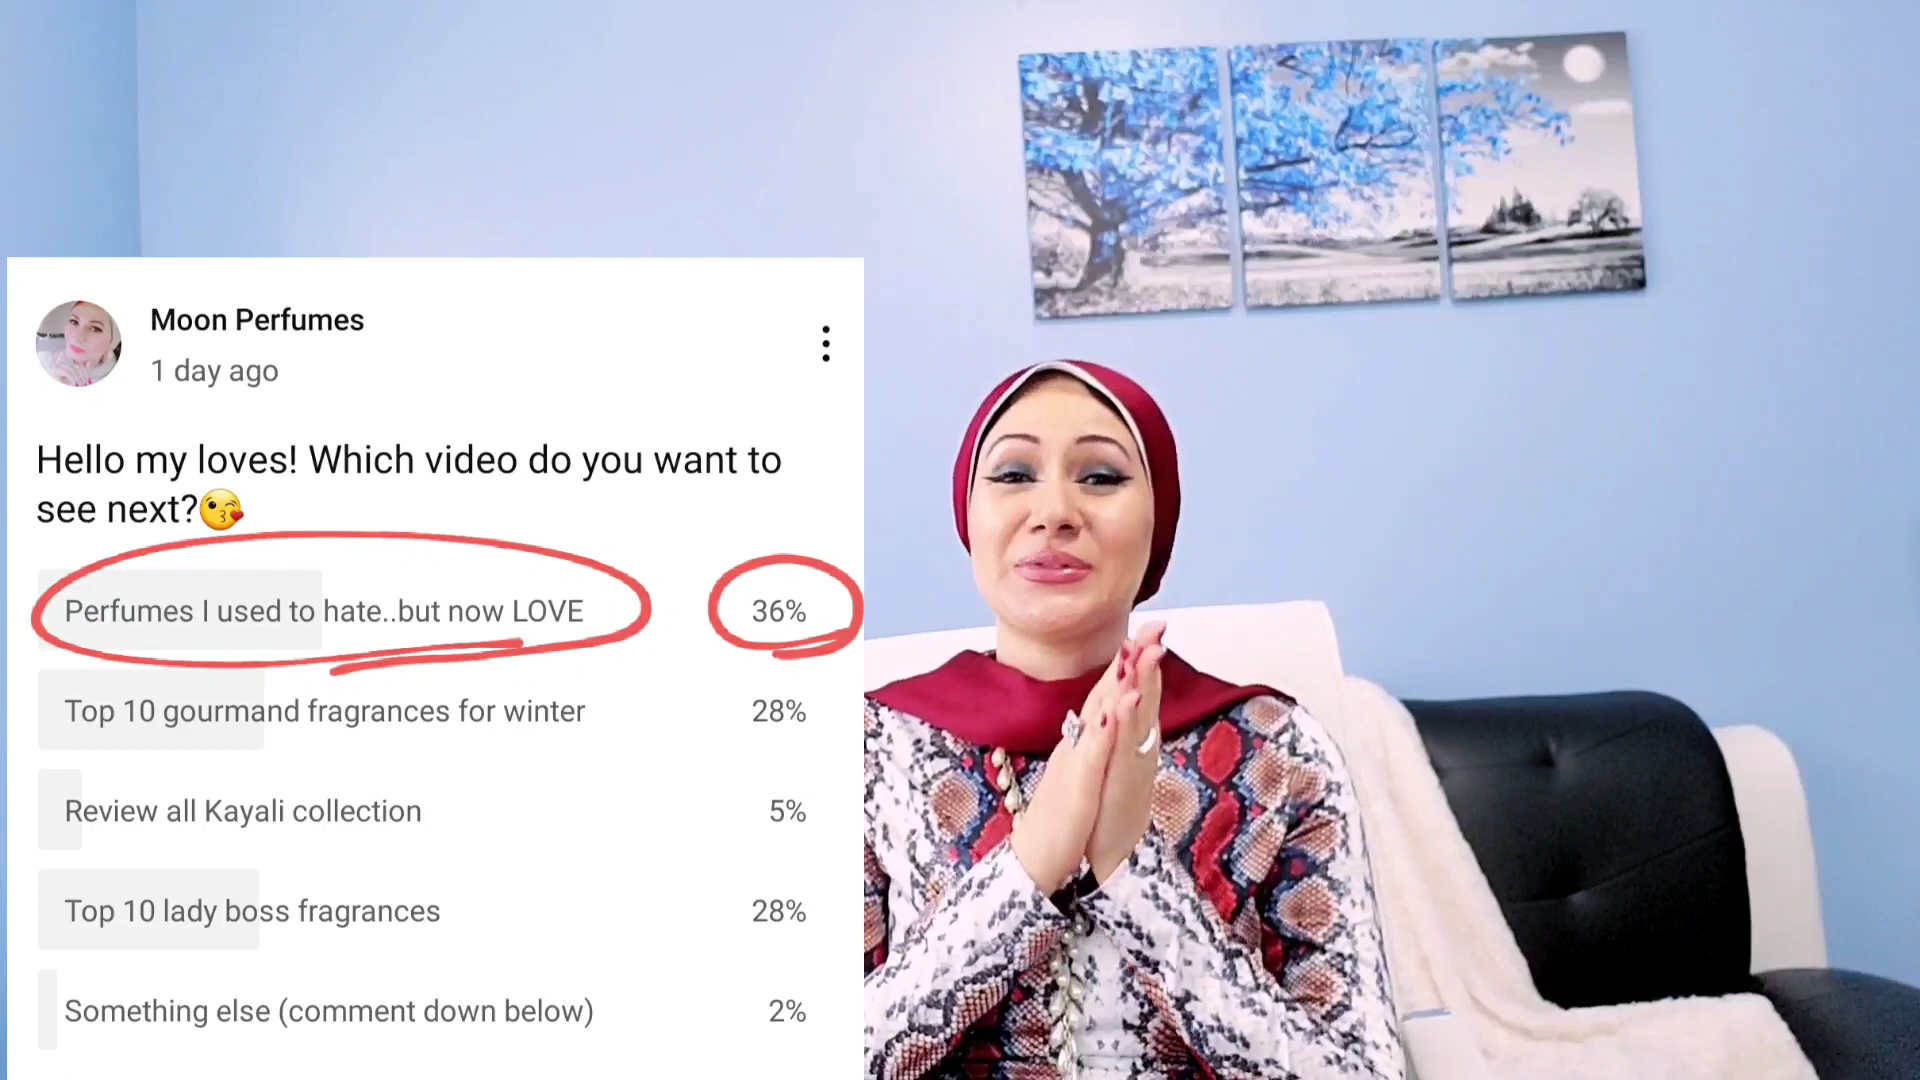 Moon Perfumes
1 day ago
Hello my loves! Which video do you want to
see next?😘
Perfumes I used to hate..but now LOVE
36%
Top 10 gourmand fragrances for winter
28%
Review all Kayali collection
5%
Top 10 lady boss fragrances
28%
Something else (comment down below)
2%